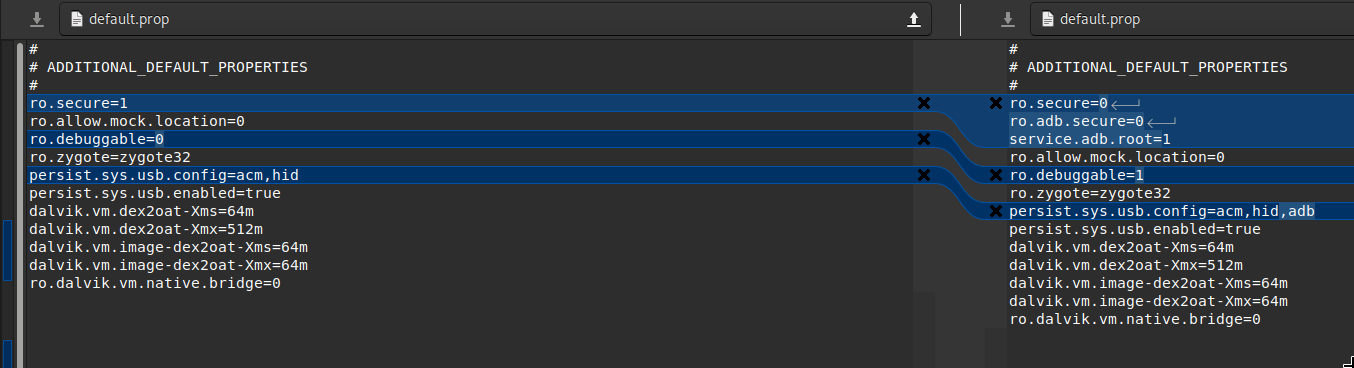 default.prop
#
# ADDITIONAL_DEFAULT_PROPERTIES
#
ro.secure=1
ro.allow.mock.location=0
ro.debuggable=0
ro.zygote=zygote32
persist.sys.usb.config=acm,hid
persist.sys.usb.enabled=true
dalvik.vm.dex2oat-Xms=64m
dalvik.vm.dex2oat-Xmx=512m
dalvik.vm.image-dex2oat-Xms=64m
dalvik.vm.image-dex2oat-Xmx=64m
ro.dalvik.vm.native.bridge=0
default.prop
#
# ADDITIONAL_DEFAULT_PROPERTIES
#
ro.secure=0
ro.adb.secure=0
service.adb.root=1
ro.allow.mock.location=0
ro.debuggable=1
ro.zygote=zygote32
persist.sys.usb.config=acm,hid,adb
persist.sys.usb.enabled=true
dalvik.vm.dex2oat-Xms=64m
dalvik.vm.dex2oat-Xmx=512m
dalvik.vm.image-dex2oat-Xms=64m
dalvik.vm.image-dex2oat-Xmx=64m
ro.dalvik.vm.native.bridge=0